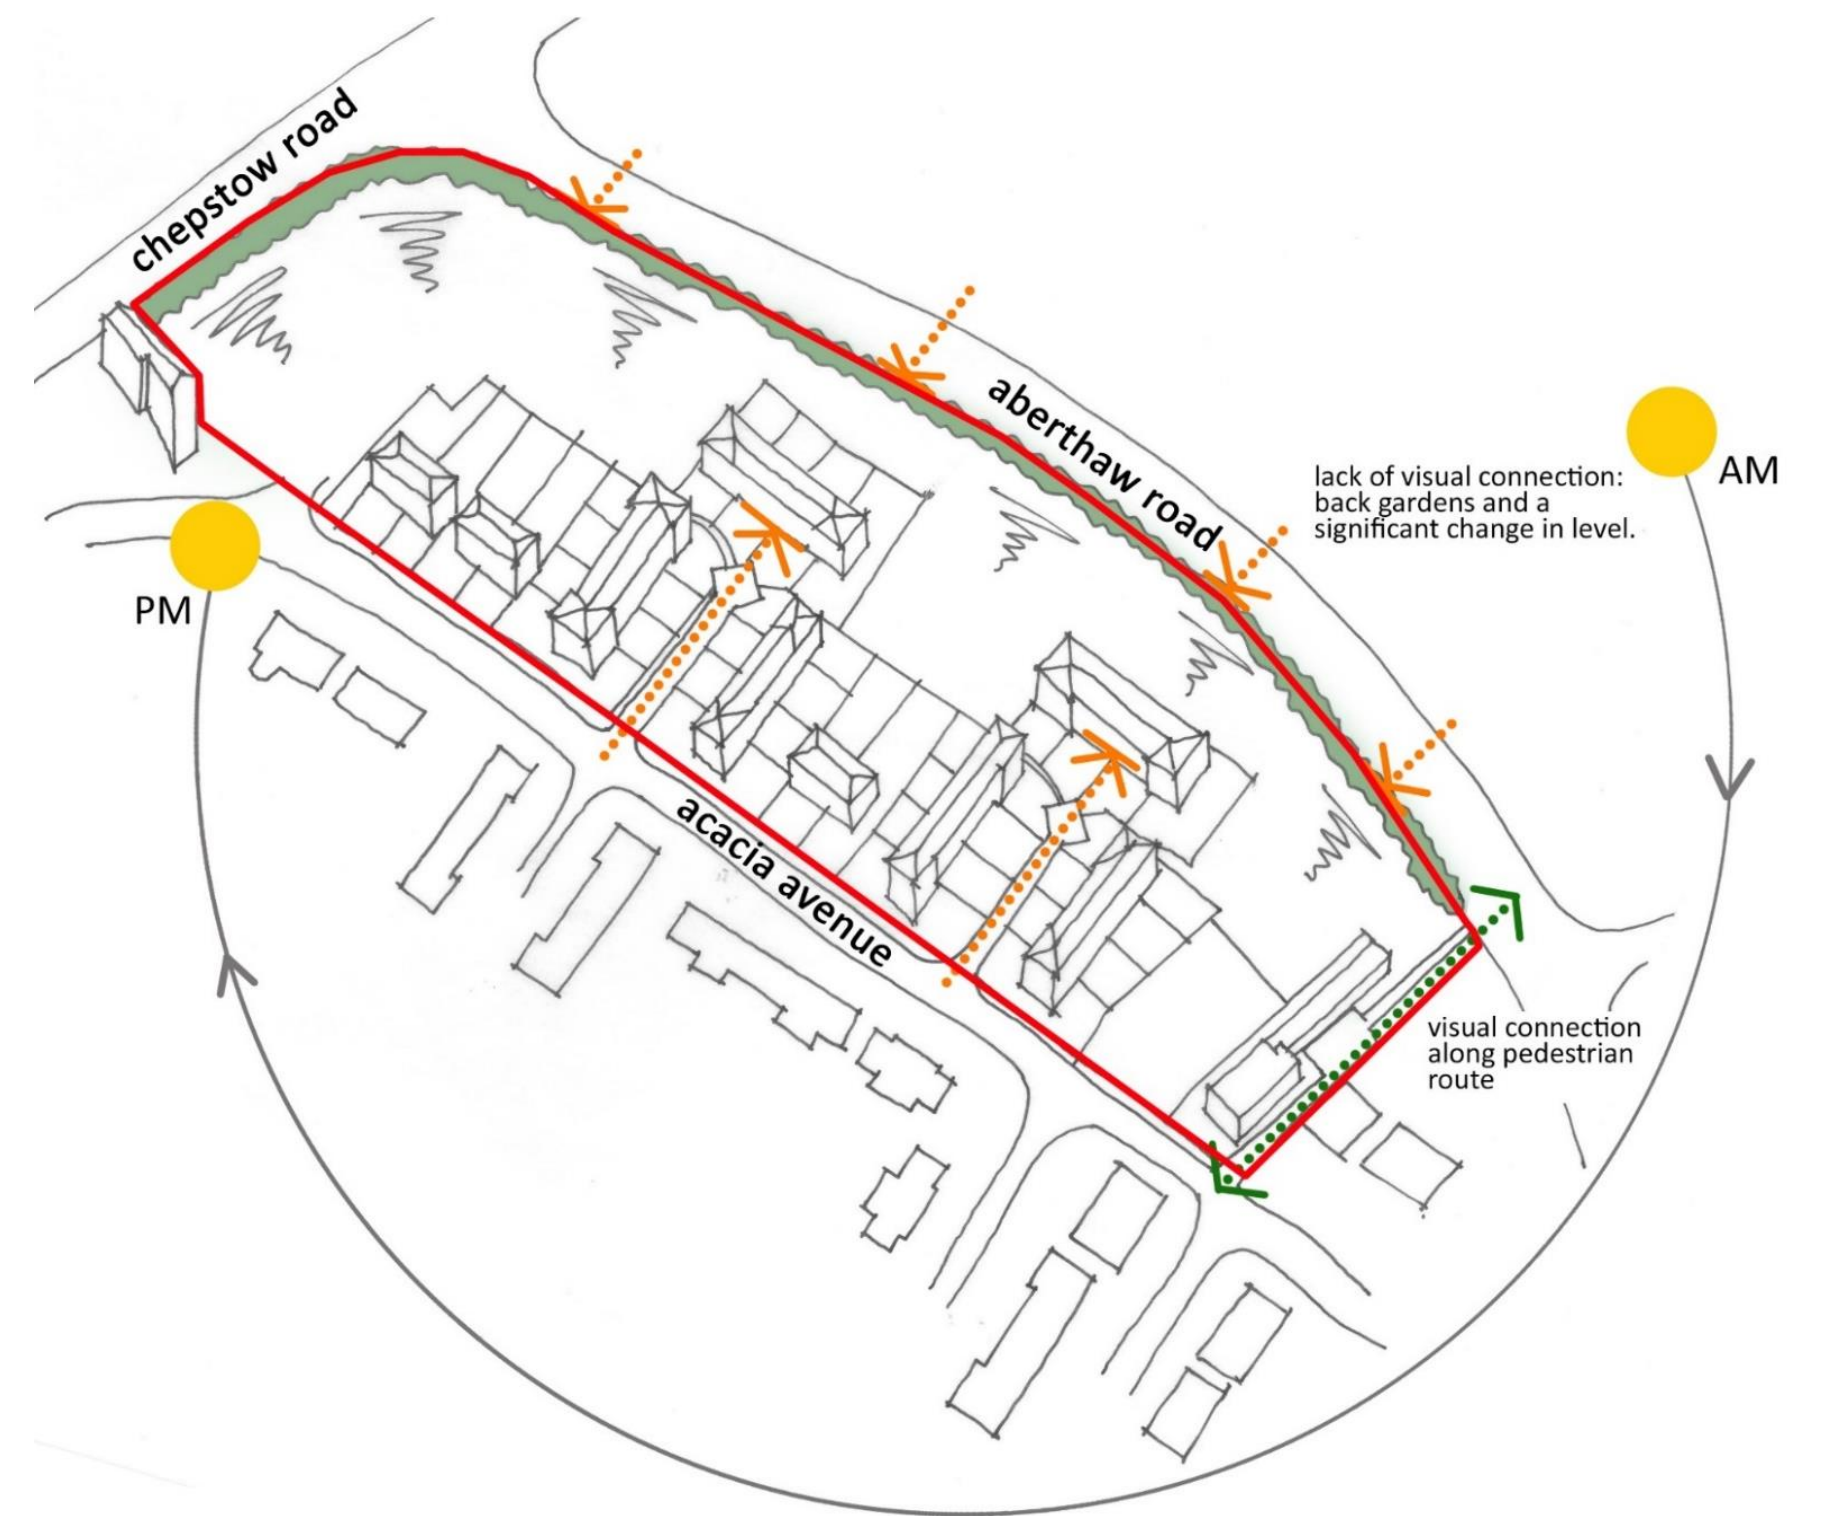 chepstow road
aberthaw road
lack of visual connection:
back gardens and a
significant change in level.
AM
PM
acacia avenue
visual connection
along pedestrian
route